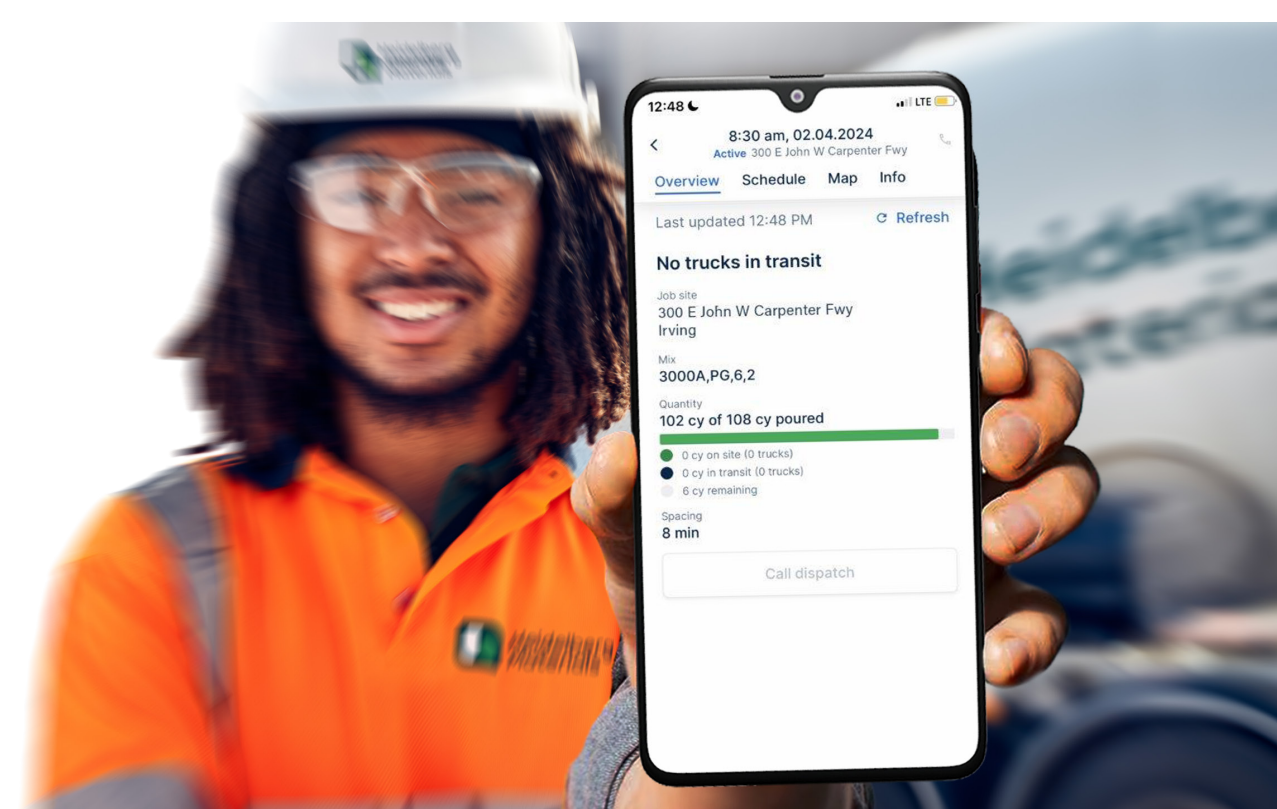 12:48
LTE
8:30 am, 02.04.2024
Active 300 E John W Carpenter Fwy
Overview Schedule Map Info
Last updated 12:48 PM Refresh
No trucks in transit
Job site
300 E John W Carpenter Fwy
Irving
Mix
3000A,PG,6,2
Quantity
102 cy of 108 cy poured
0 cy on site (0 trucks)
0 cy in transit (0 trucks)
6 cy remaining
Spacing
8 min
Call dispatch